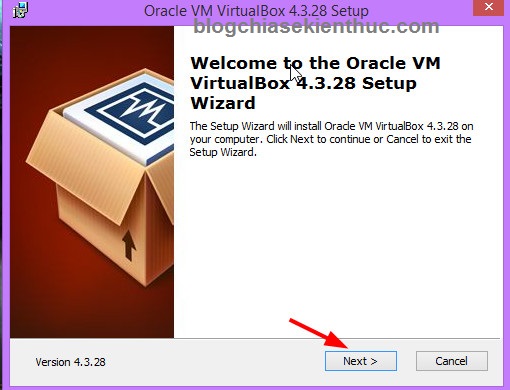 Oracle VM VirtualBox 4.3.28 Setup
blogchiasekienthuc.com
Welcome to the Oracle VM
VirtualBox 4.3.28 Setup
Wizard
The Setup Wizard will install Oracle VM VirtualBox 4.3.28 on
your computer. Click Next to continue or Cancel to exit the
Setup Wizard.
Version 4.3.28
Next >
Cancel